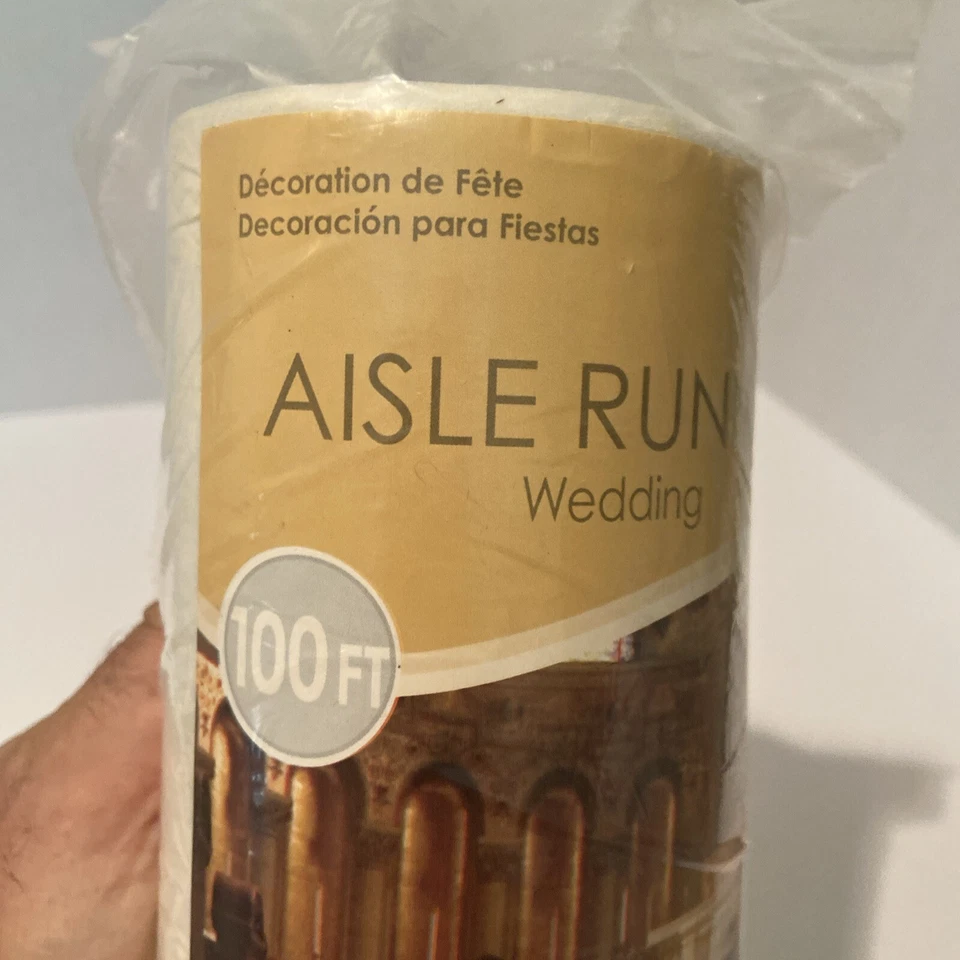 Décoration de Fête
Decoración para Fiestas
AISLE RUN
Wedding
100 FT